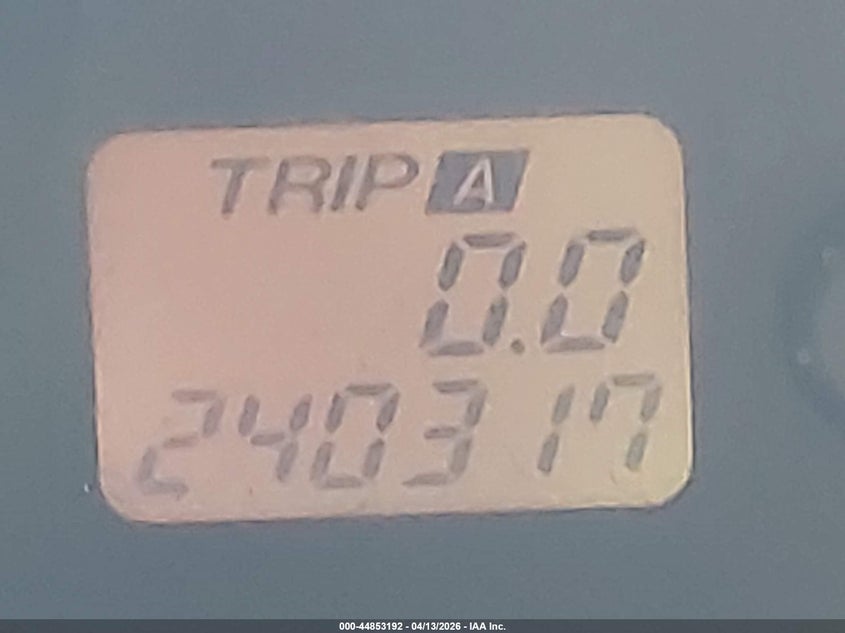 TRIP A
0.0
240317
000-44853192 - 04/13/2026 - IAA Inc.